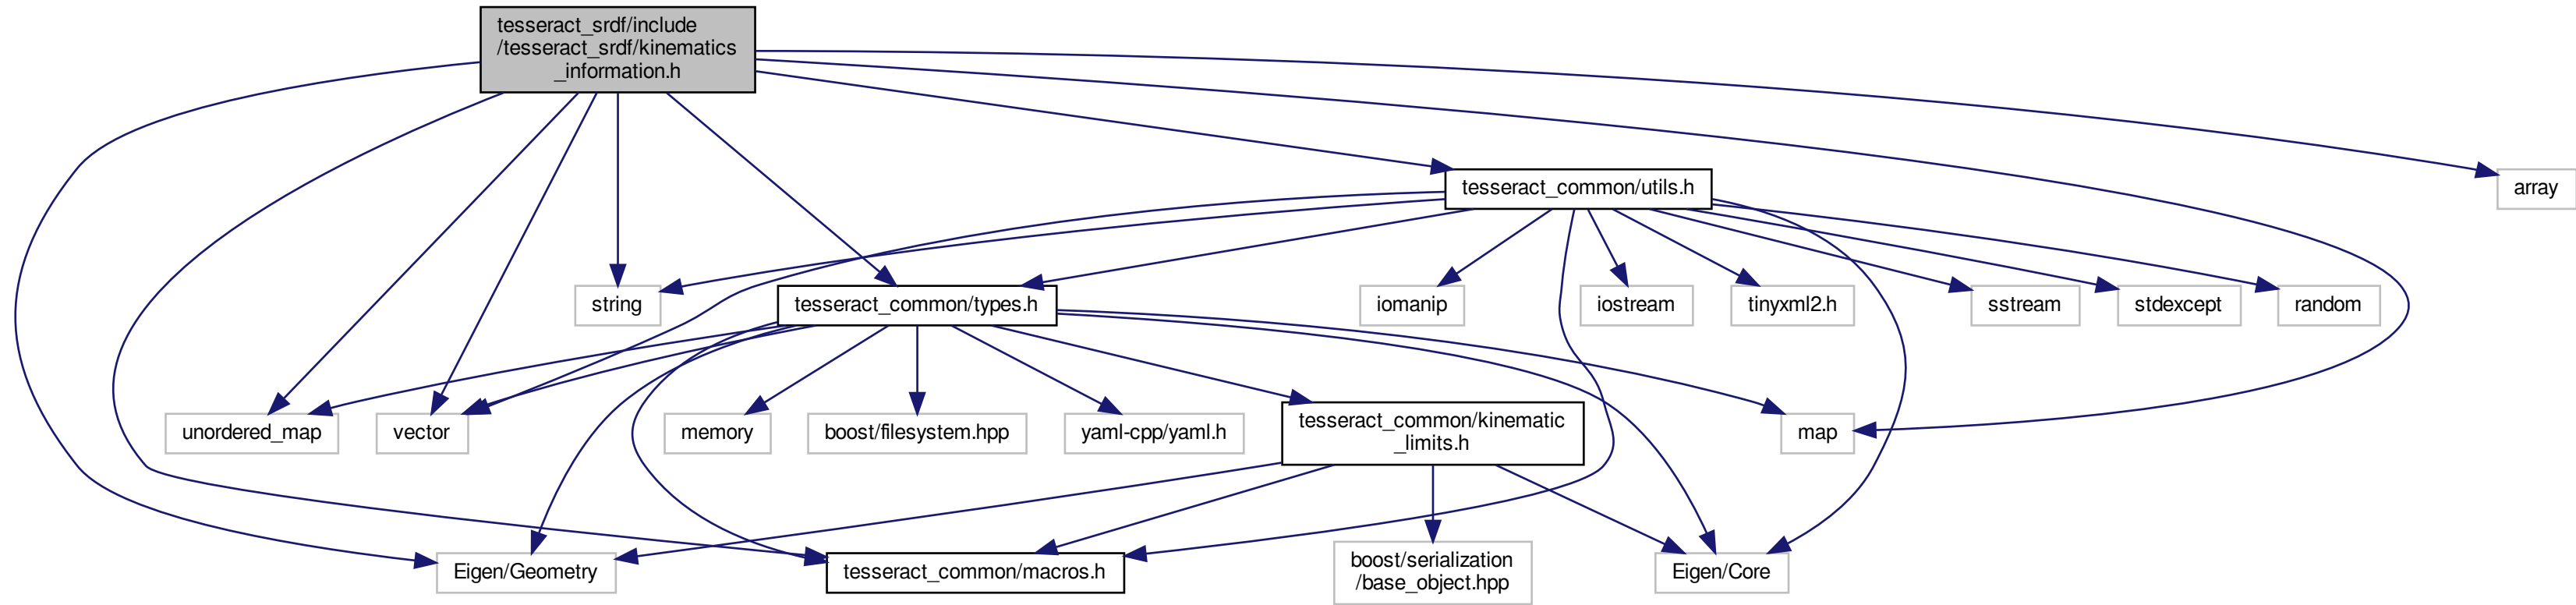 tesseract_srdf/include
/tesseract_srdf/kinematics
_information.h
tesseract_common/utils.h
array
string
tesseract_common/types.h
iomanip
iostream
tinyxml2.h
sstream
stdexcept
random
unordered_map
vector
memory
boost/filesystem.hpp
yaml-cpp/yaml.h
tesseract_common/kinematic
_limits.h
map
Eigen/Geometry
tesseract_common/macros.h
boost/serialization
/base_object.hpp
Eigen/Core